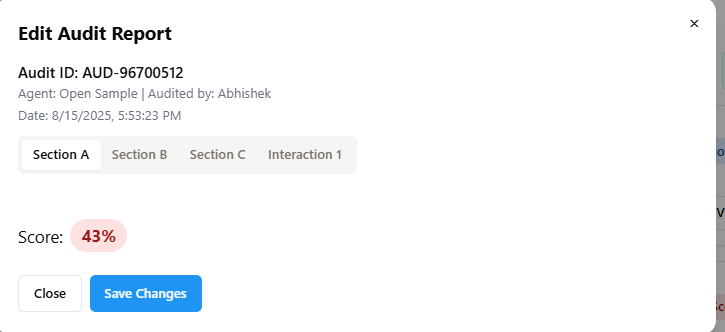 Edit Audit Report
×
Audit ID: AUD-96700512
Agent: Open Sample | Audited by: Abhishek
Date: 8/15/2025, 5:53:23 PM
Section A Section B Section C Interaction 1
Score: 43%
Close Save Changes